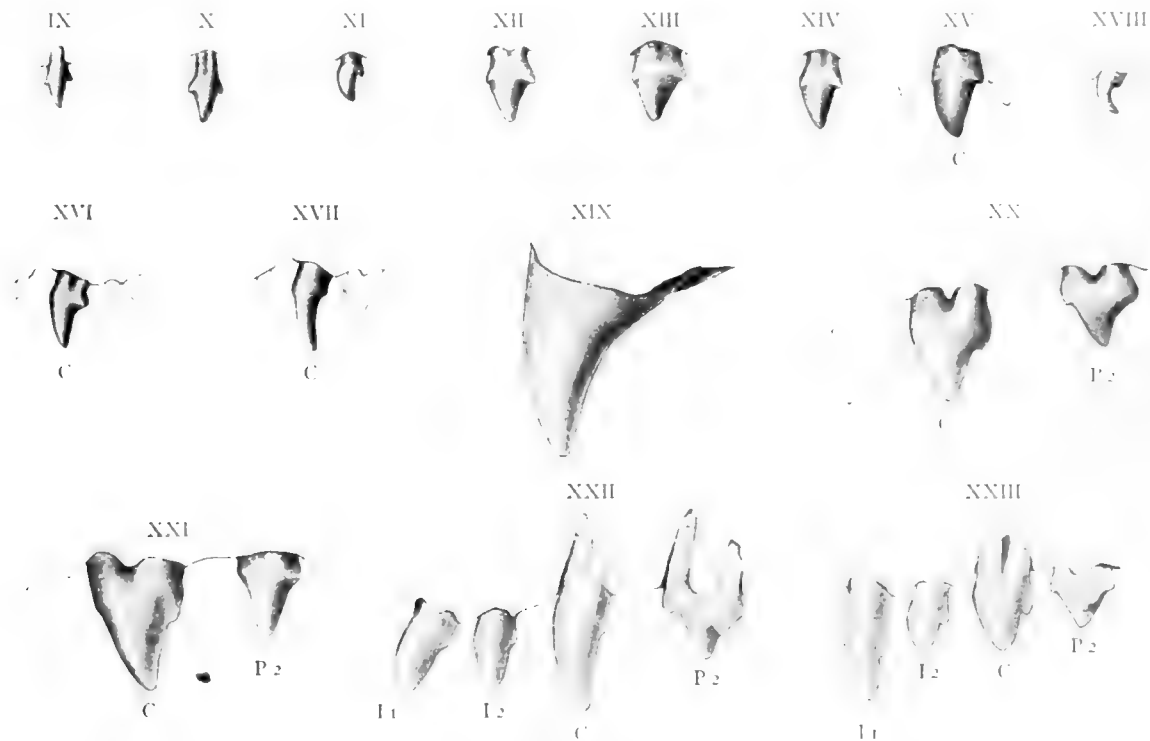 IX X XI XII XIII XIV XV XVIII
C
XVI XVII XIX XX
C C P 2
C
XXII XXIII
XXI
P 2 P 2 I 2 C P 2
C I 1 I 2
C I 1